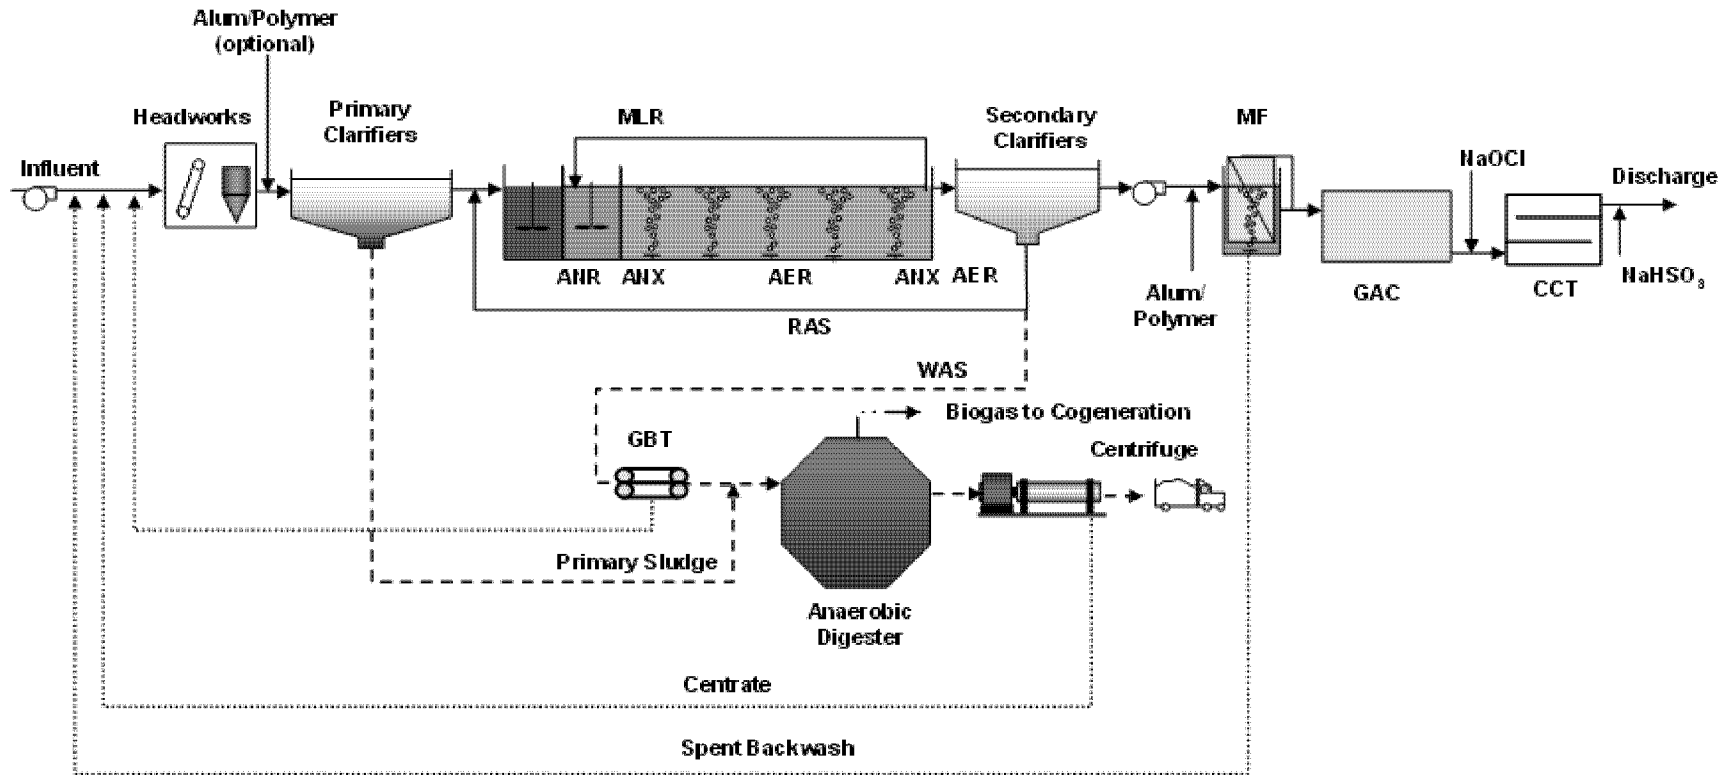 Alum/Polymer
(optional)
Headworks
Primary
Clarifiers
MLR
Secondary
Clarifiers
MF
Influent
NaOCl
Discharge
ANR
ANX
AER
ANX
AER
Alum/
Polymer
GAC
CCT
NaHSO3
RAS
WAS
Biogas to Cogeneration
GBT
Centrifuge
Primary Sludge
Anaerobic
Digester
Centrate
Spent Backwash